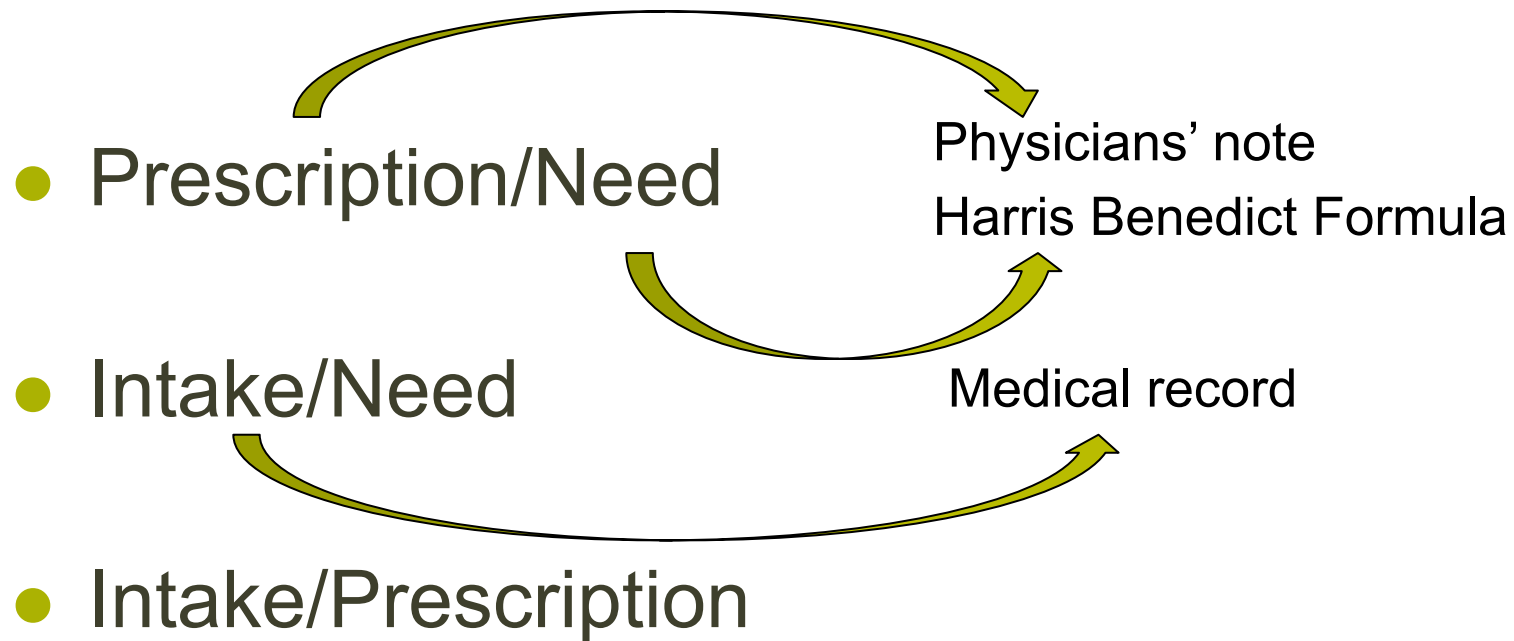 Physicians’ note
● Prescription/Need
Harris Benedict Formula
● Intake/Need
Medical record
● Intake/Prescription